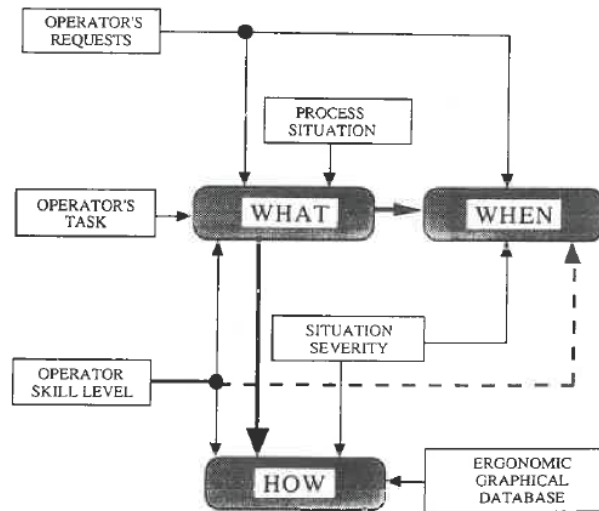 OPERATOR'S
REQUESTS
PROCESS
SITUATION
OPERATOR'S
TASK
WHAT
WHEN
SITUATION
SEVERITY
OPERATOR
SKILL LEVEL
HOW
ERGONOMIC
GRAPHICAL
DATABASE